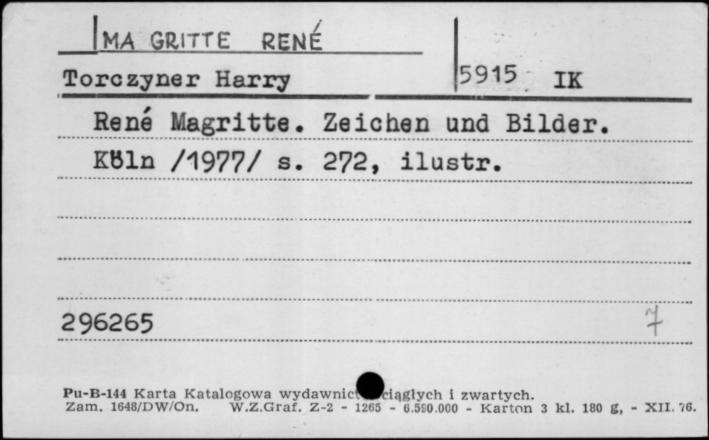 MA GRITTE RENÉ
Torczyner Harry 5915 IK
René Magritte. Zeichen und Bilder.
Köln /1977/ s. 272, ilustr.
296265 7
Pu-B-144 Karta Katalogowa ciągłych i zwartych.
Zam. 1648/DW/On. W.Z.Graf. Z-2 - 1265 - 6.590.000 - Karton 3 kl. 180 g, - XII. 76.